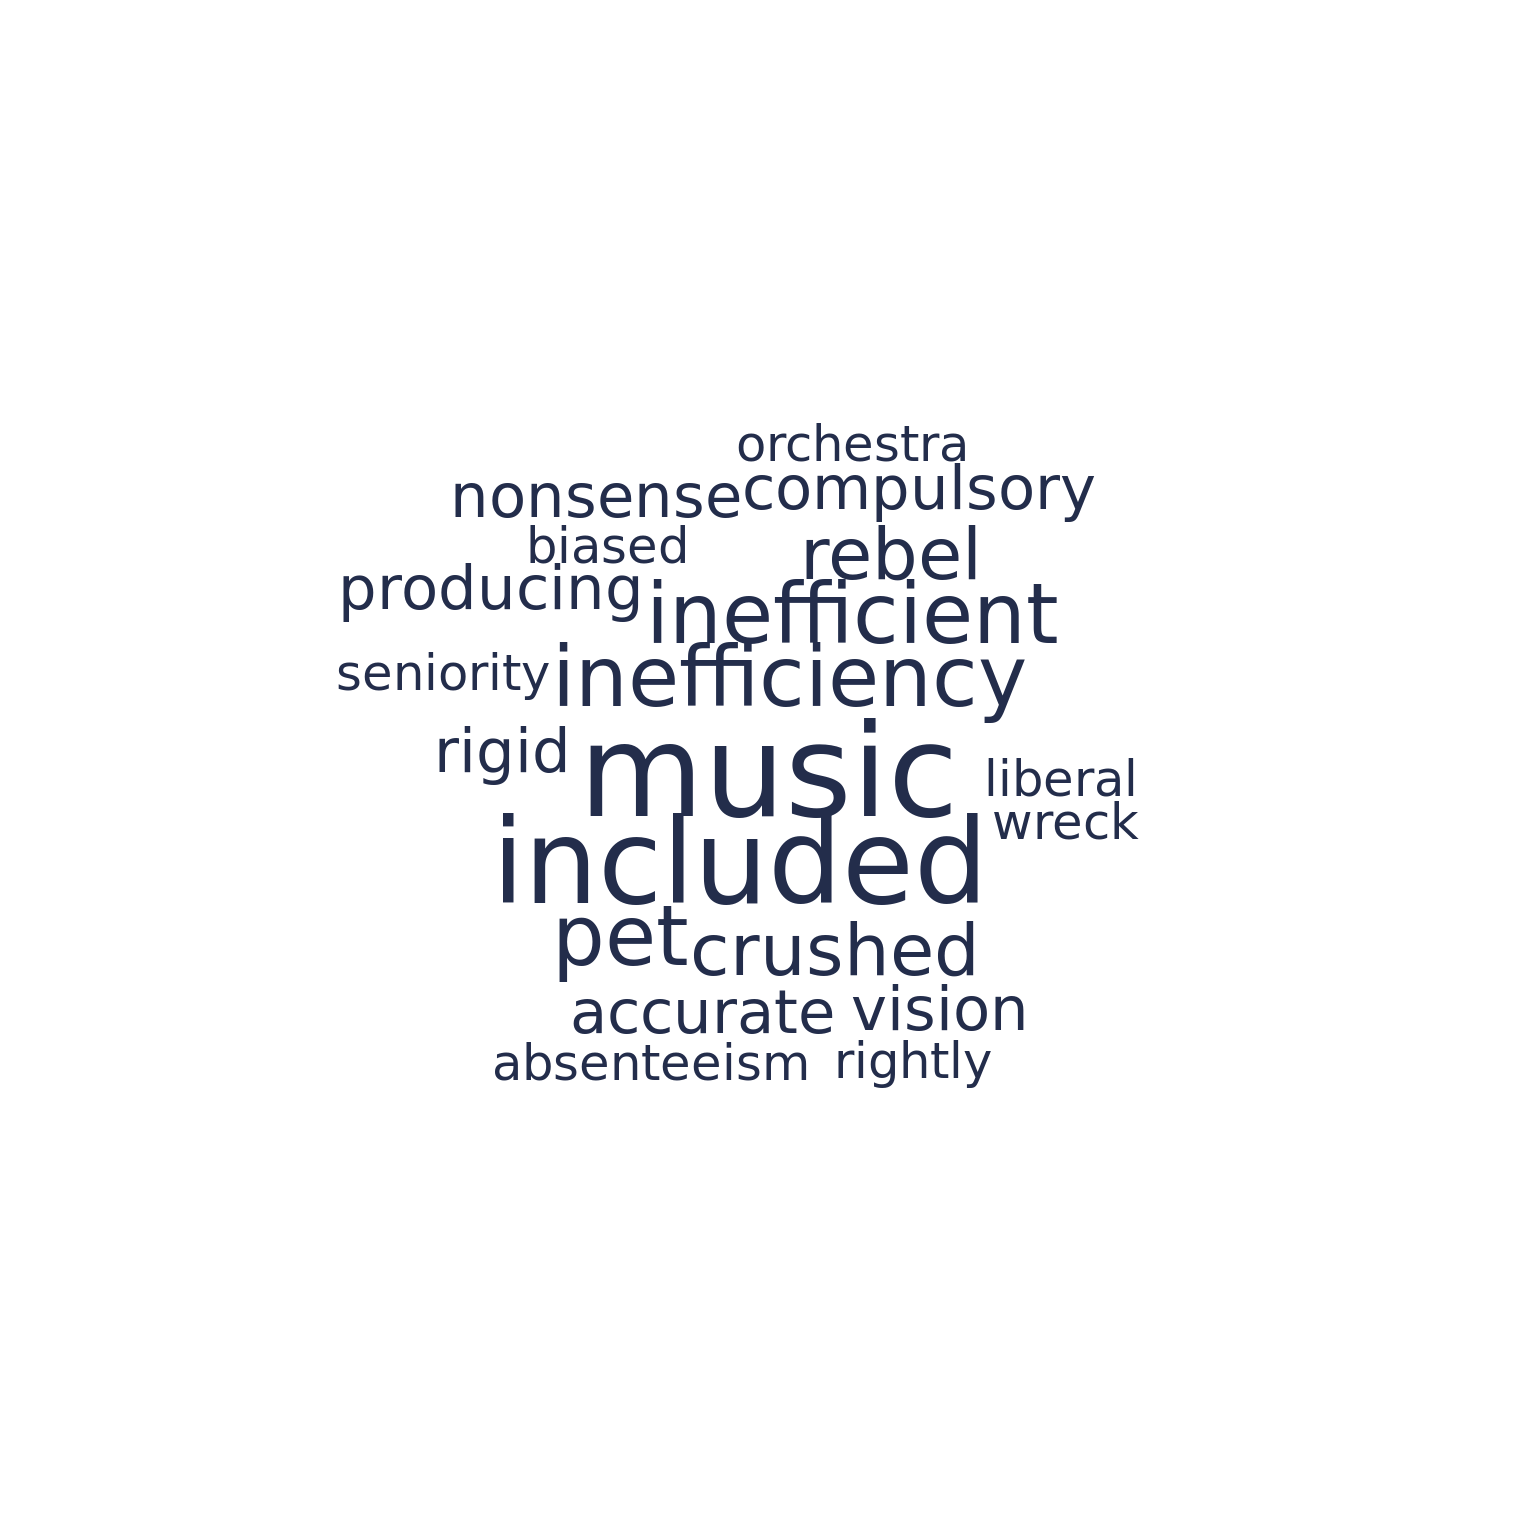 orchestra
nonsense compulsory
biased rebel
producing inefficient
seniority inefficiency
rigid music liberal
wreck
included
pet crushed
accurate vision
absenteeism rightly